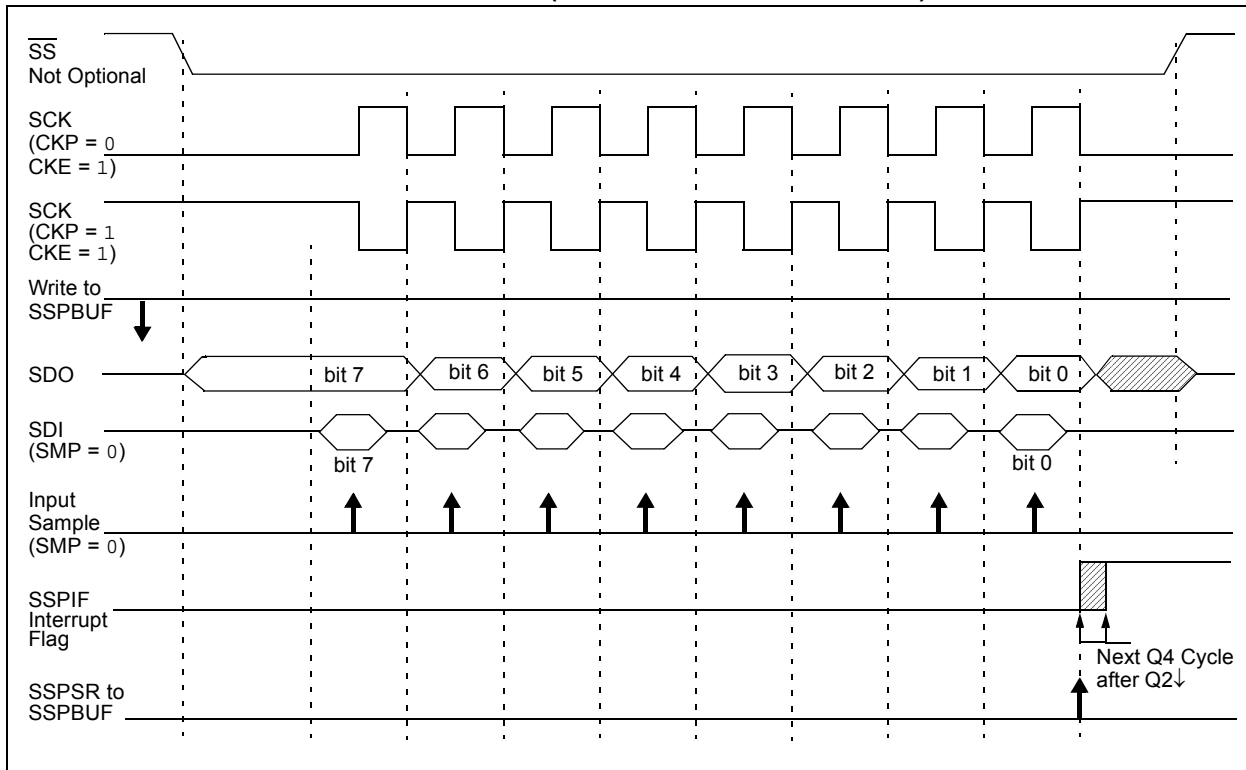 SS
Not Optional
SCK
(CKP = 0
CKE = 1)
SCK
(CKP = 1
CKE = 1)
Write to
SSPBUF
SDO
bit 7 bit 6 bit 5 bit 4 bit 3 bit 2 bit 1 bit 0
SDI
(SMP = 0)
bit 7 bit 0
Input
Sample
(SMP = 0)
SSPIF
Interrupt
Flag
Next Q4 Cycle
after Q2↓
SSPSR to
SSPBUF